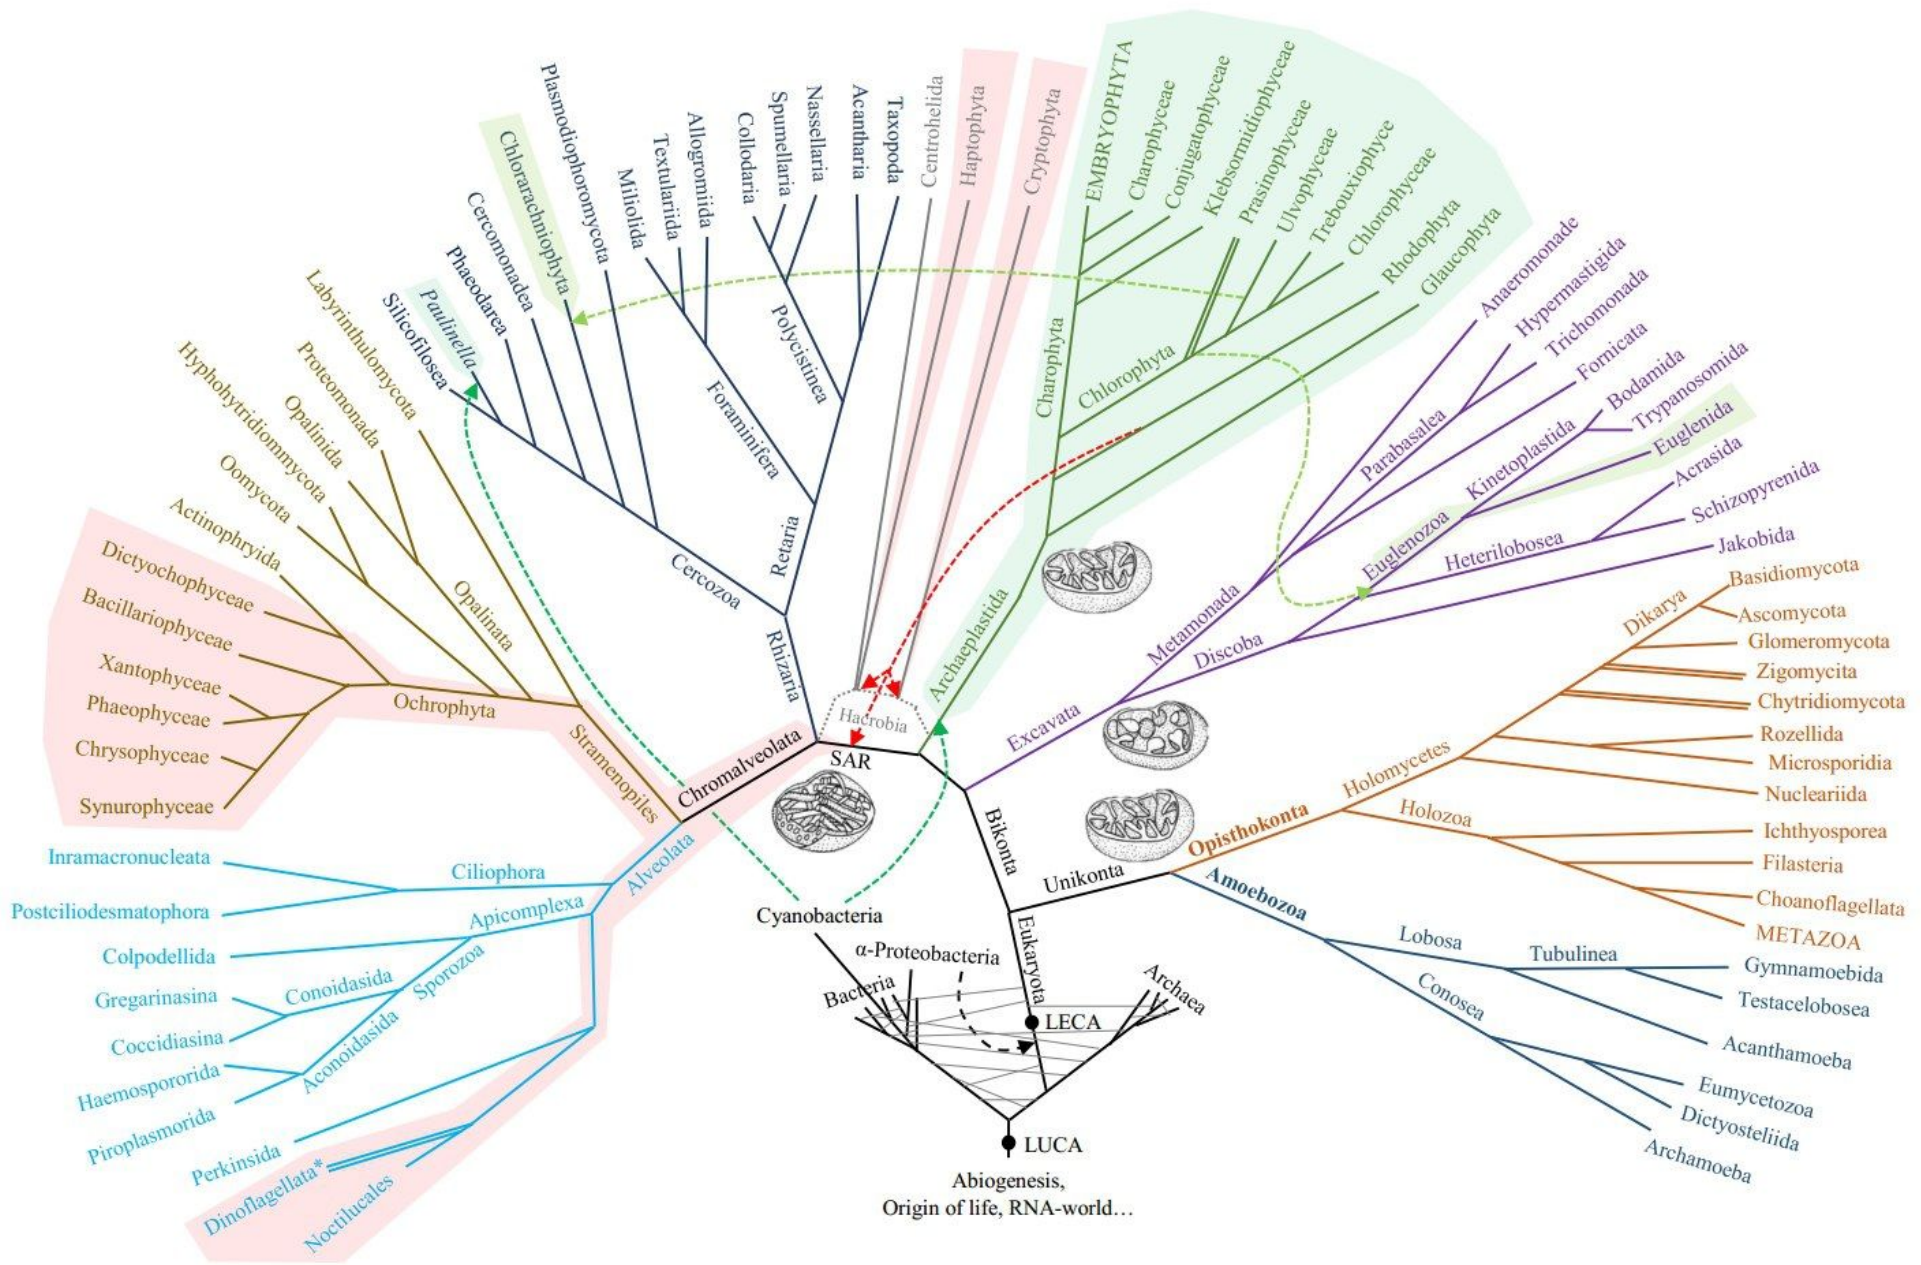 EMBRYOPHYTA
Charophyceae
Conjugatophyceae
Klebsormidiophyceae
Prasinophyceae
Ulvophyceae
Trebouxiophyce
Chlorophyceae
Rhodophyta
Glaucophyta
Charophyta
Chlorophyta
Archaeplastida
Cryptophyta
Haptophyta
Centrohelida
Hacrobia
Taxopoda
Acantharia
Nassellaria
Spumellaria
Collodaria
Polycistinea
Allogromiida
Textulariida
Miliolida
Foraminifera
Retaria
Plasmodiophoromycota
Chlorarachniophyta
Cercomonadea
Phaeodarea
Paulinella
Silicofilosea
Cercozoa
Rhizaria
Labyrinthulomycota
Proteomonada
Opalinida
Opalinata
Hyphohytridiommycota
Oomycota
Actinophryida
Dictyochophyceae
Bacillariophyceae
Xantophyceae
Phaeophyceae
Chrysophyceae
Synurophyceae
Ochrophyta
Stramenopiles
Chromalveolata
SAR
Alveolata
Inramacronucleata
Ciliophora
Postciliodesmatophora
Apicomplexa
Colpodellida
Sporozoa
Gregarinasina
Conoidasida
Coccidiasina
Aconoidasida
Haemospororida
Piroplasmorida
Perkinsida
Dinoflagellata*
Noctilucales
Anaeromonade
Hypermastigida
Trichomonada
Parabasalea
Fornicata
Metamonada
Bodamida
Trypanosomida
Kinetoplastida
Euglenida
Euglenozoa
Acrasida
Schizopyrenida
Heterilobosea
Jakobida
Discoba
Excavata
Basidiomycota
Dikarya
Ascomycota
Glomeromycota
Zigomycita
Chytridiomycota
Rozellida
Microsporidia
Nucleariida
Holomycetes
Holozoa
Ichthyosporea
Filasteria
Choanoflagellata
METAZOA
Opisthokonta
Amoebozoa
Lobosa
Tubulinea
Gymnamoebida
Testacelobosea
Acanthamoeba
Conosea
Eumycetozoa
Dictyosteliida
Archamoeba
Bikonta
Unikonta
Eukaryota
Cyanobacteria
α-Proteobacteria
Bacteria
Archaea
LECA
LUCA
Abiogenesis,
Origin of life, RNA-world…